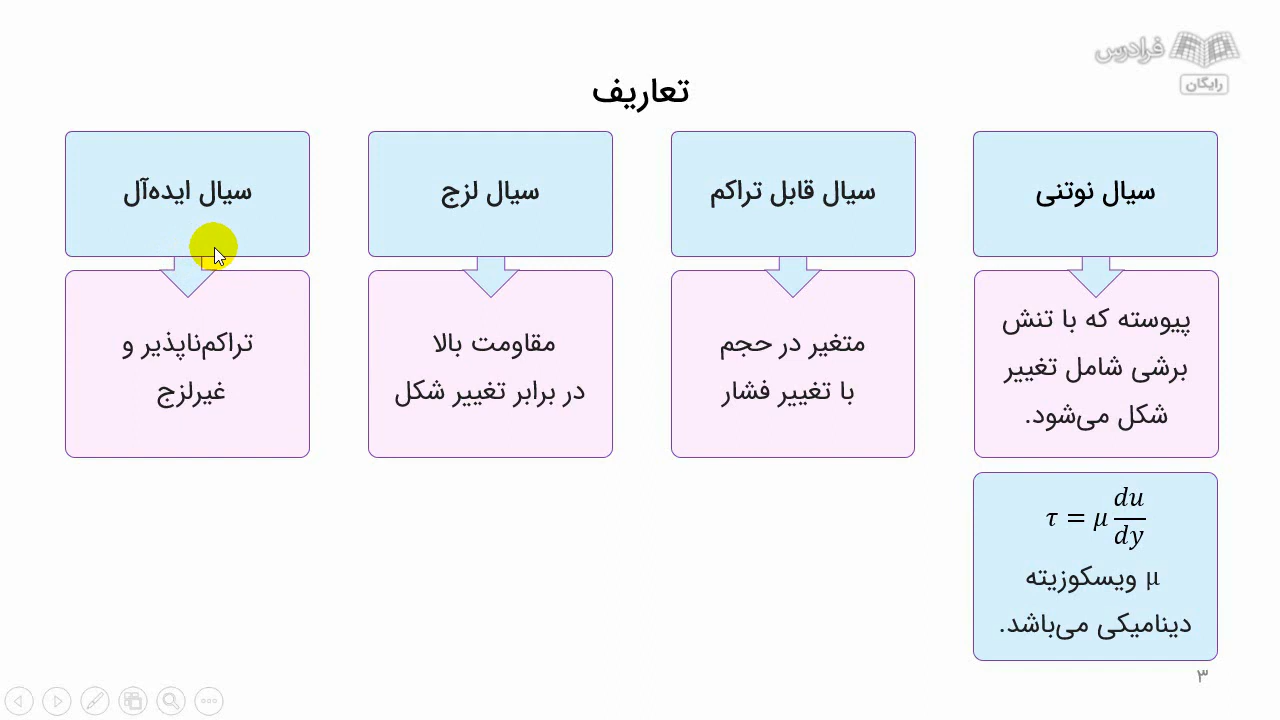 فرادرس
رایگان
تعاریف
سیال نوتنی
پیوسته که با تنش
برشی شامل تغییر
شکل می‌شود.
τ = μ du/dy
μ ویسکوزیته
دینامیکی می‌باشد.
سیال قابل تراکم
متغیر در حجم
با تغییر فشار
سیال لزج
مقاومت بالا
در برابر تغییر شکل
سیال ایده‌آل
تراکم‌ناپذیر و
غیرلزج
۳